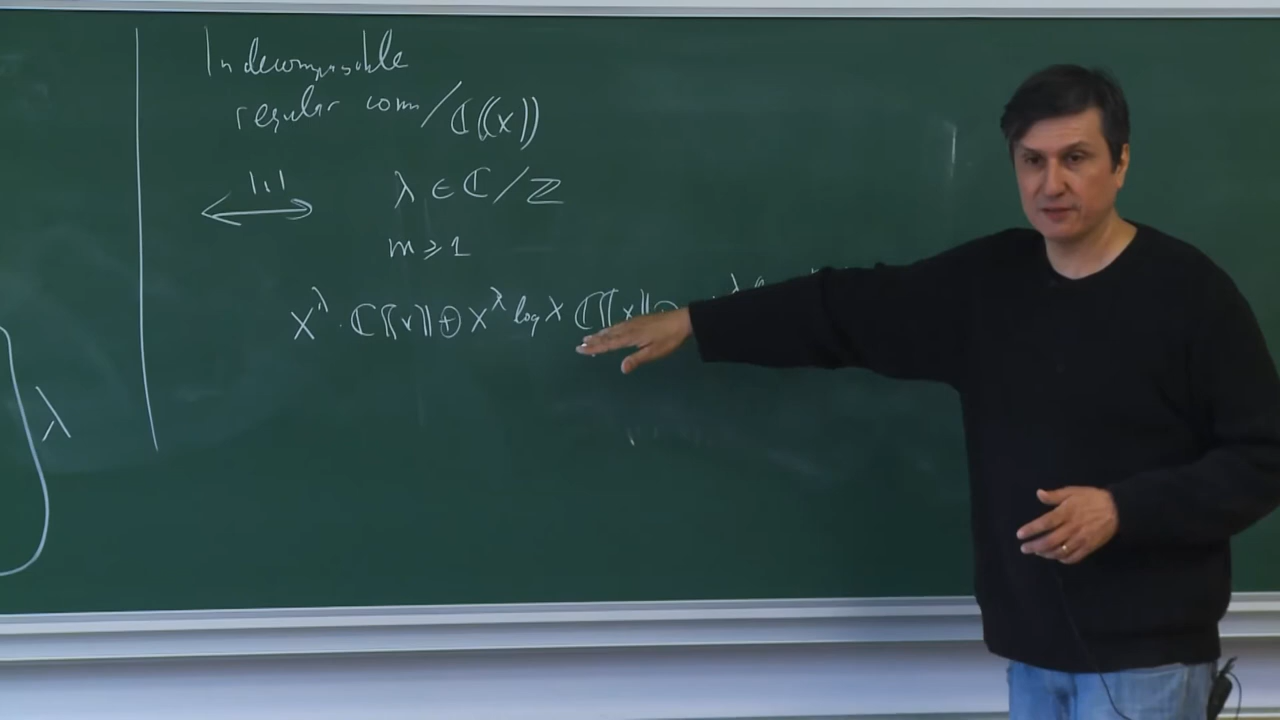 Indecomposable
regular conn / ℂ((x))
⟷ 1:1 λ ∈ ℂ/ℤ
m ⩾ 1
x^λ · ℂ[[x]] ⊕ x^λ log x ℂ[[x]] ⊕
λ